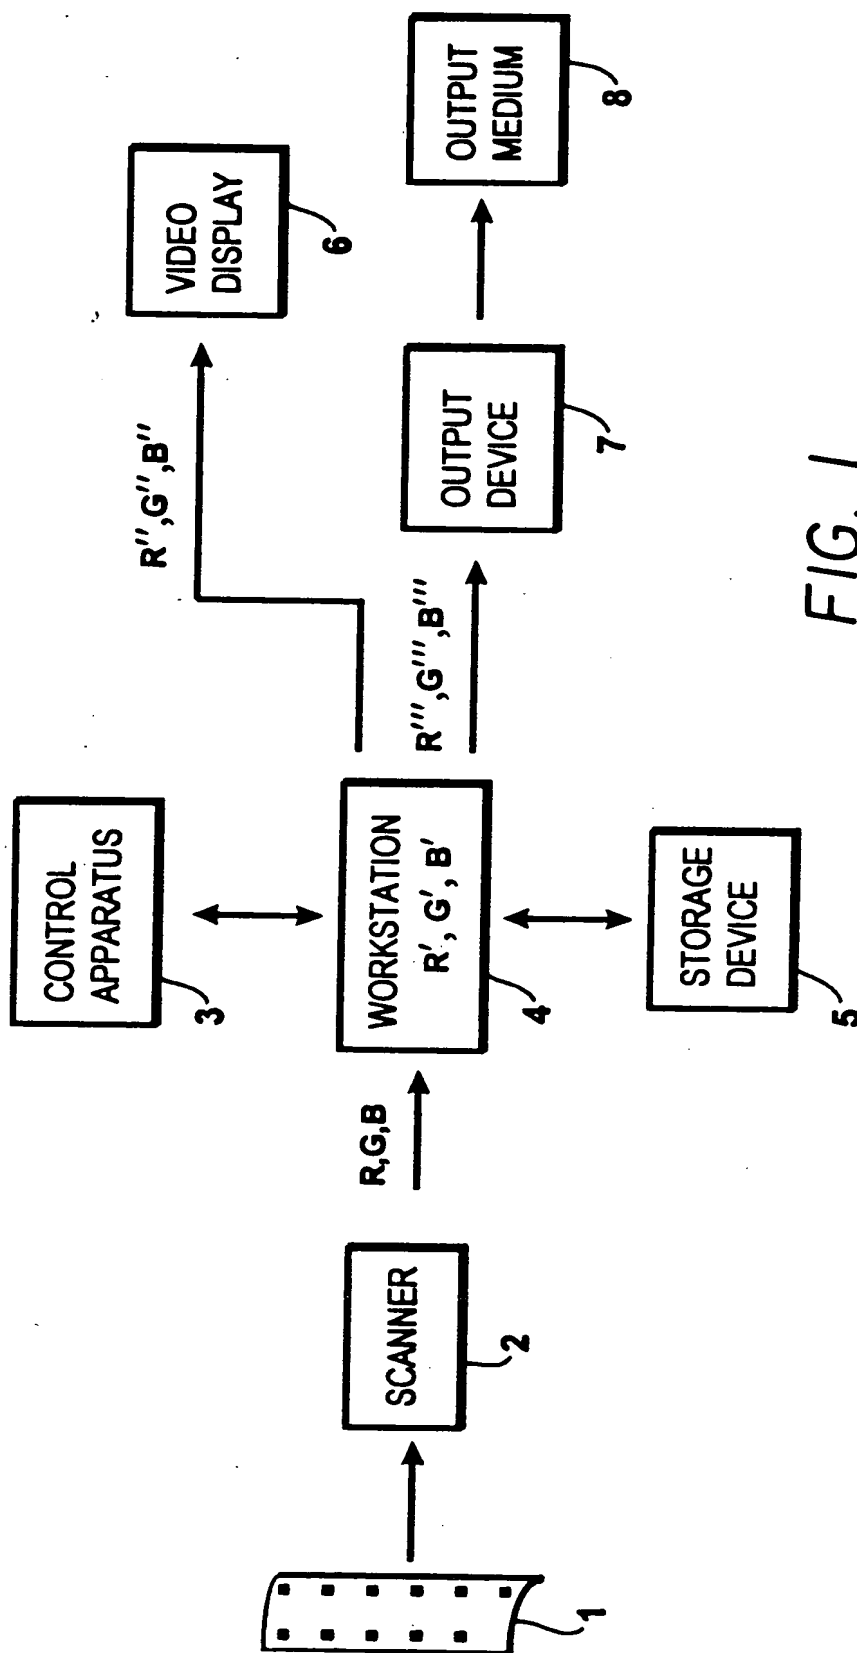 1
SCANNER
2
R,G,B
CONTROL
APPARATUS
3
WORKSTATION
R', G', B'
4
STORAGE
DEVICE
5
R'',G'',B''
VIDEO
DISPLAY
6
R''',G''',B'''
OUTPUT
DEVICE
7
OUTPUT
MEDIUM
8
FIG. 1